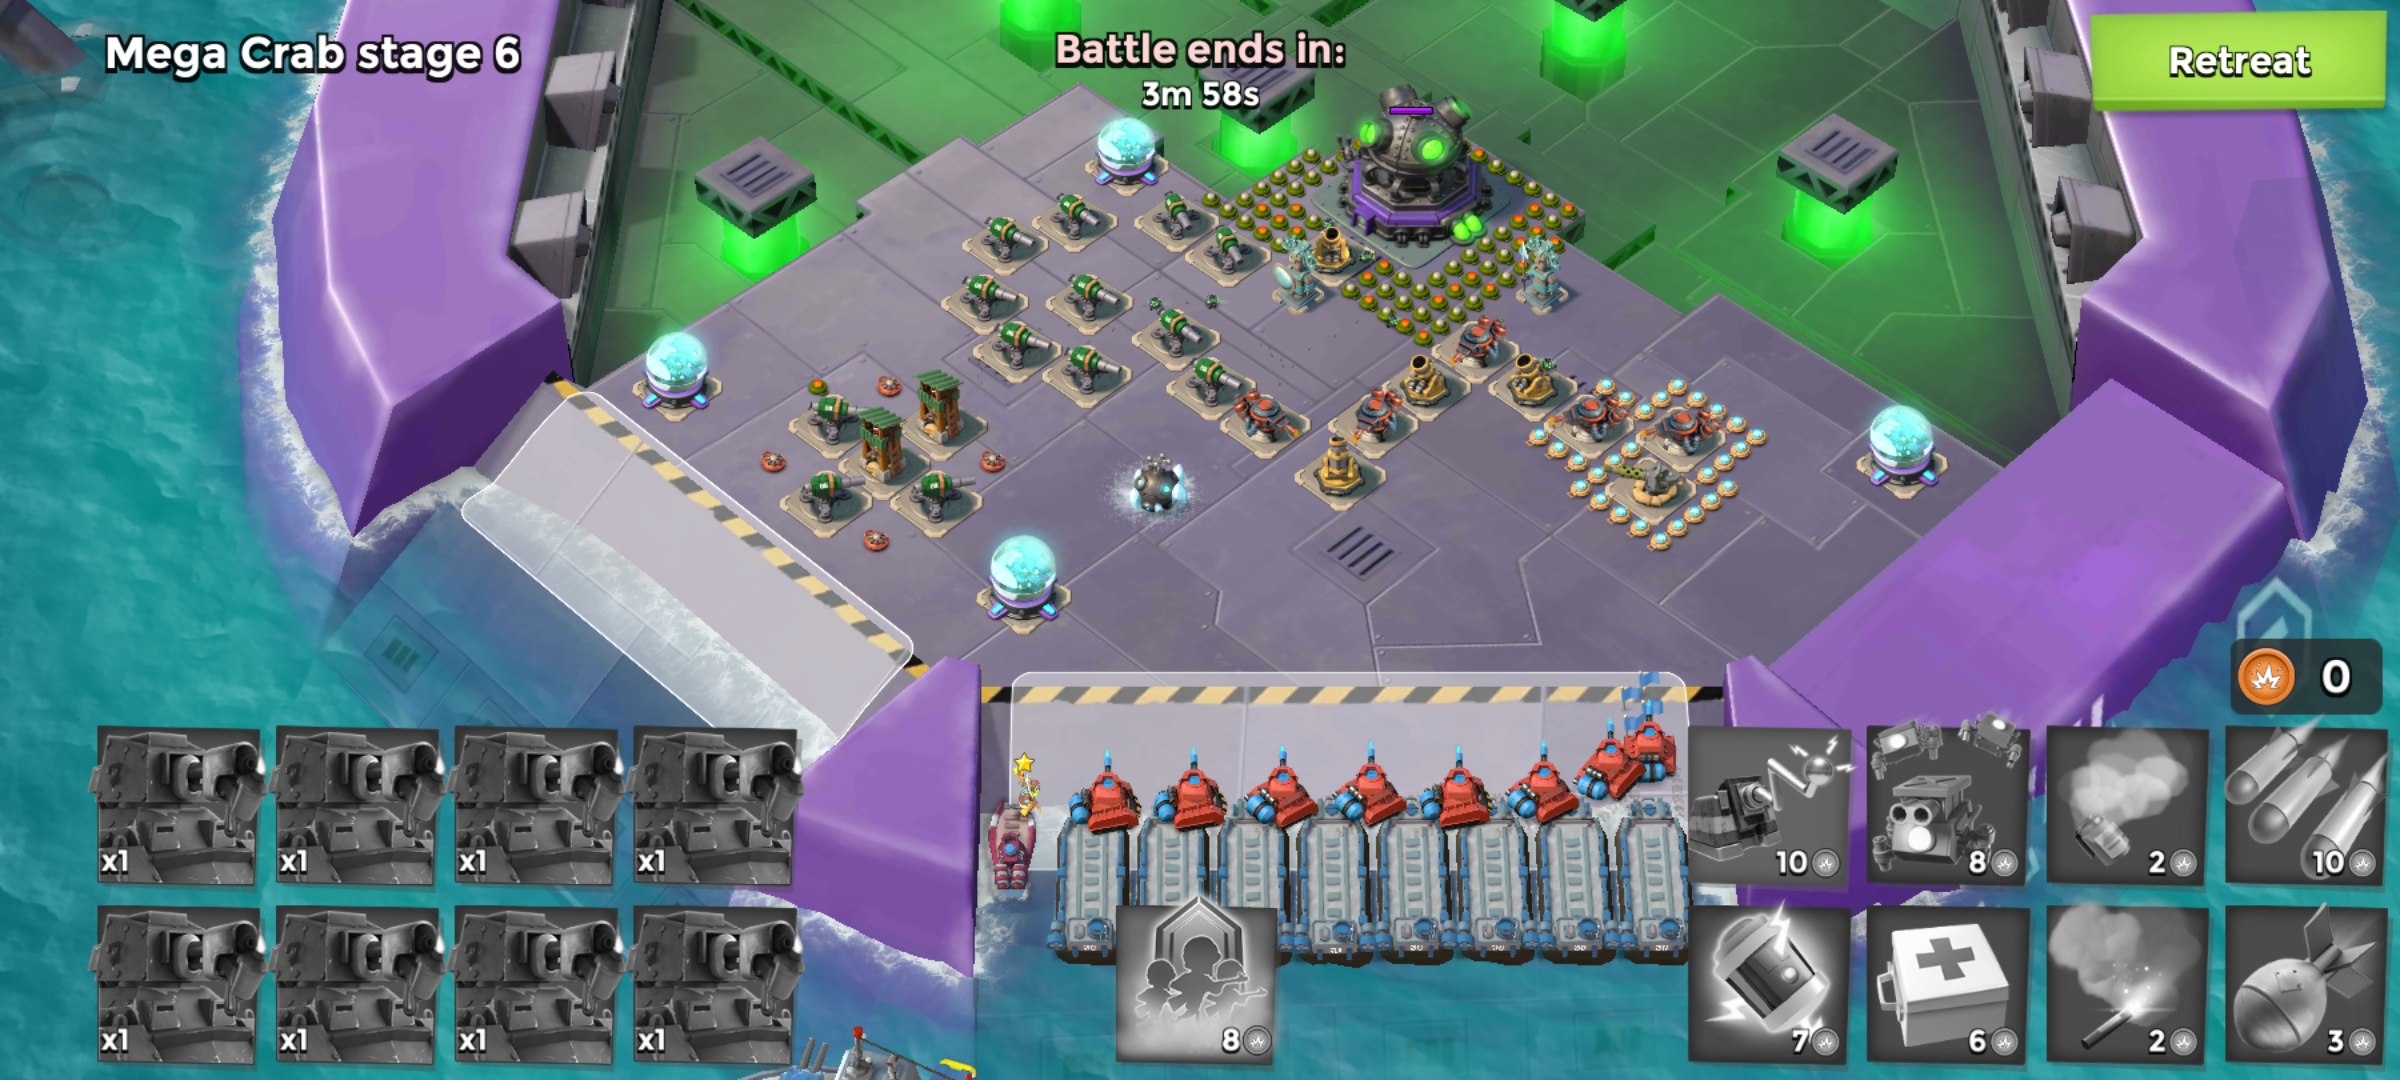 Mega Crab stage 6
Battle ends in:
3m 58s
Retreat
0
x1
x1
x1
x1
10
8
2
10
x1
x1
x1
x1
8
7
6
2
3